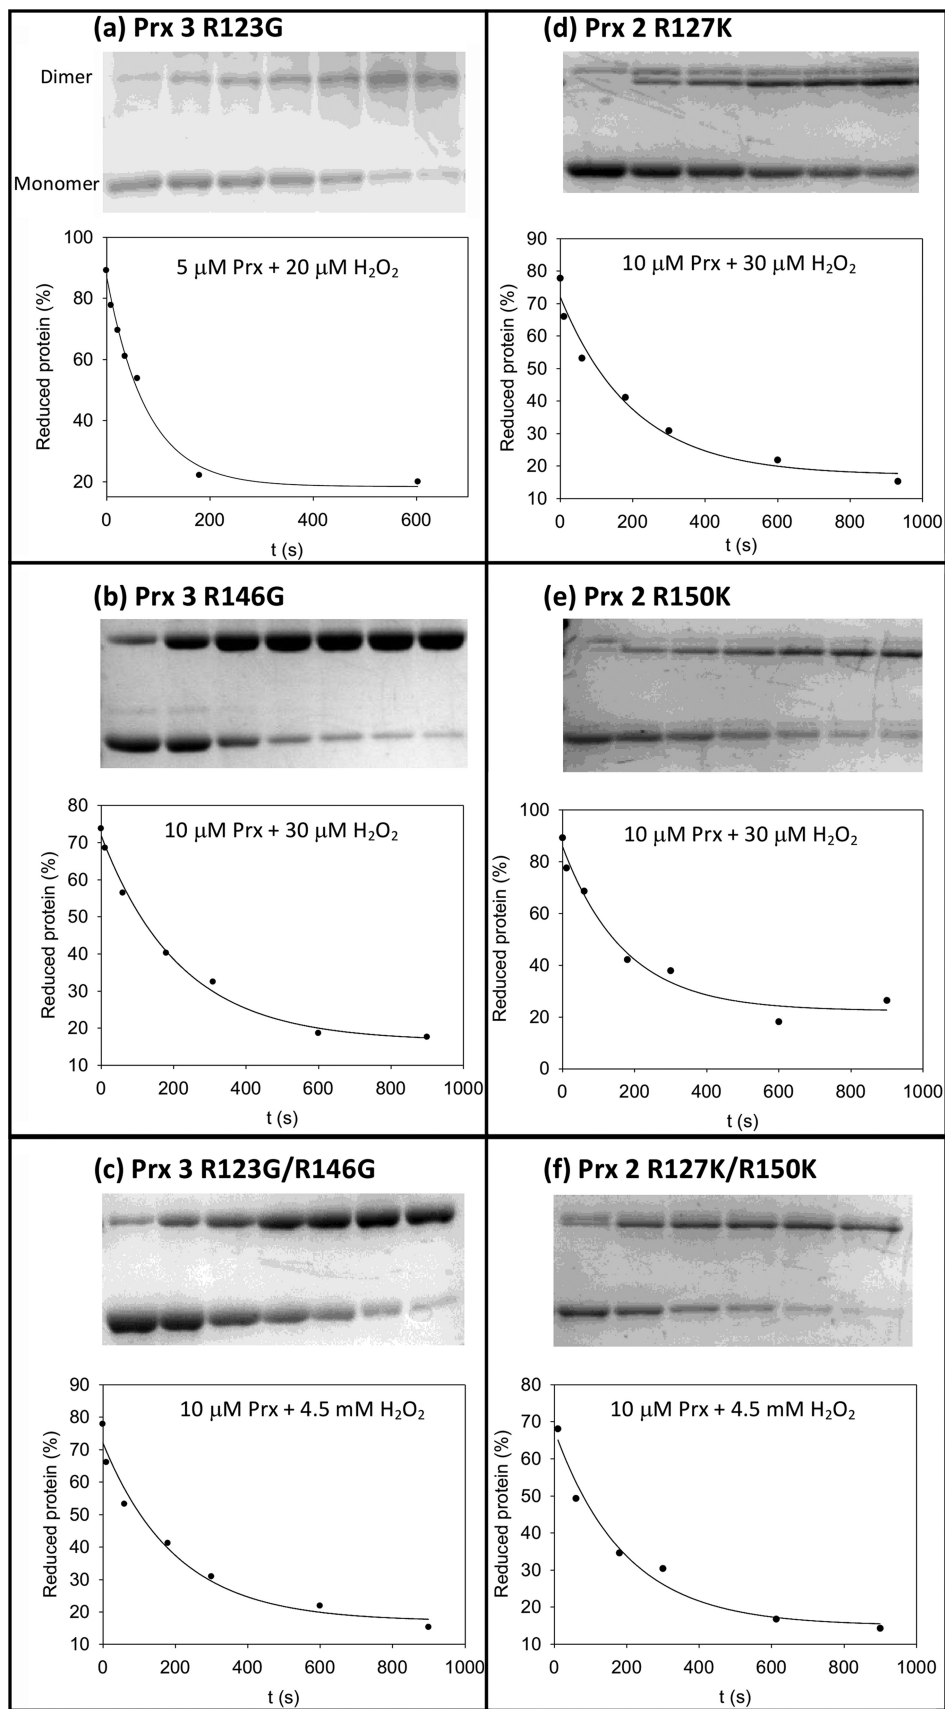 (a) Prx 3 R123G
Dimer
Monomer
5 μM Prx + 20 μM H₂O₂
Reduced protein (%)
100
80
60
40
20
0 200 400 600
t (s)
(d) Prx 2 R127K
10 μM Prx + 30 μM H₂O₂
Reduced protein (%)
90
80
70
60
50
40
30
20
10
0 200 400 600 800 1000
t (s)
(b) Prx 3 R146G
10 μM Prx + 30 μM H₂O₂
Reduced protein (%)
80
70
60
50
40
30
20
10
0 200 400 600 800 1000
t (s)
(e) Prx 2 R150K
10 μM Prx + 30 μM H₂O₂
Reduced protein (%)
100
80
60
40
20
0
0 200 400 600 800 1000
t (s)
(c) Prx 3 R123G/R146G
10 μM Prx + 4.5 mM H₂O₂
Reduced protein (%)
90
80
70
60
50
40
30
20
10
0 200 400 600 800 1000
t (s)
(f) Prx 2 R127K/R150K
10 μM Prx + 4.5 mM H₂O₂
Reduced protein (%)
80
70
60
50
40
30
20
10
0 200 400 600 800 1000
t (s)